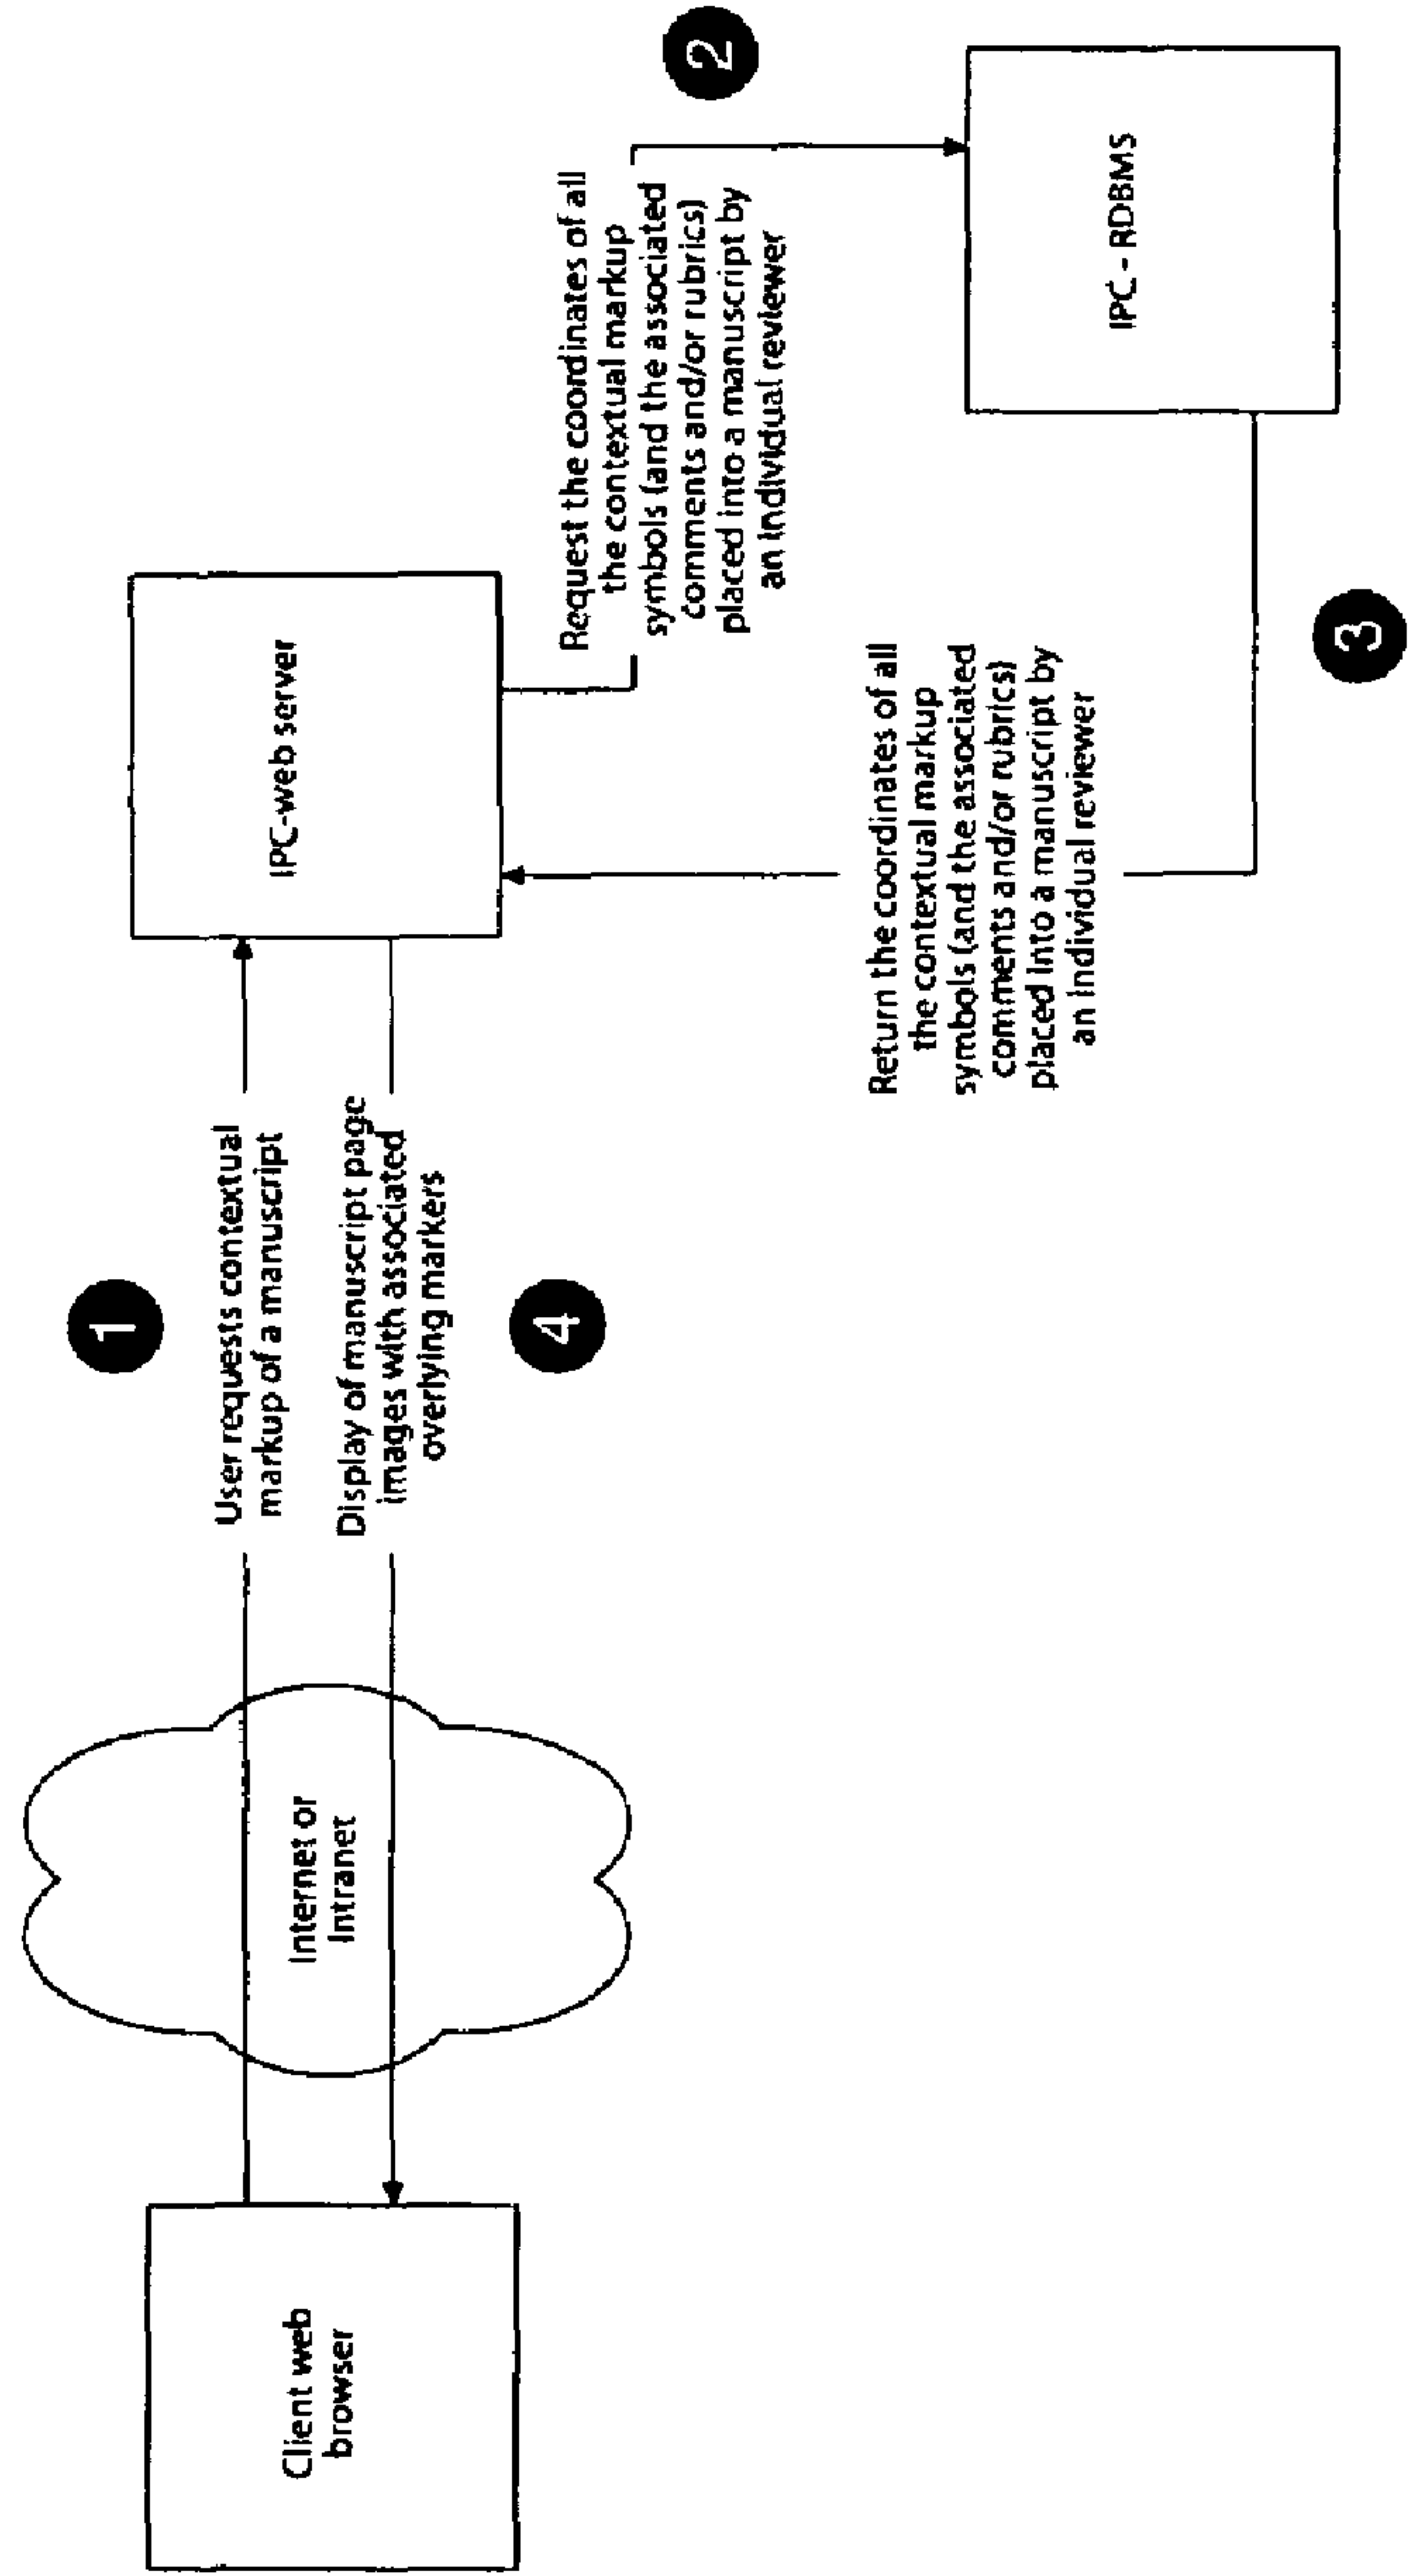 Client web
browser
Internet or
Intranet
1
User requests contextual
markup of a manuscript
Display of manuscript page
images with associated
overlying markers
4
IPC-web server
Request the coordinates of all
the contextual markup
symbols (and the associated
comments and/or rubrics)
placed into a manuscript by
an individual reviewer
2
Return the coordinates of all
the contextual markup
symbols (and the associated
comments and/or rubrics)
placed into a manuscript by
an individual reviewer
3
IPC - RDBMS